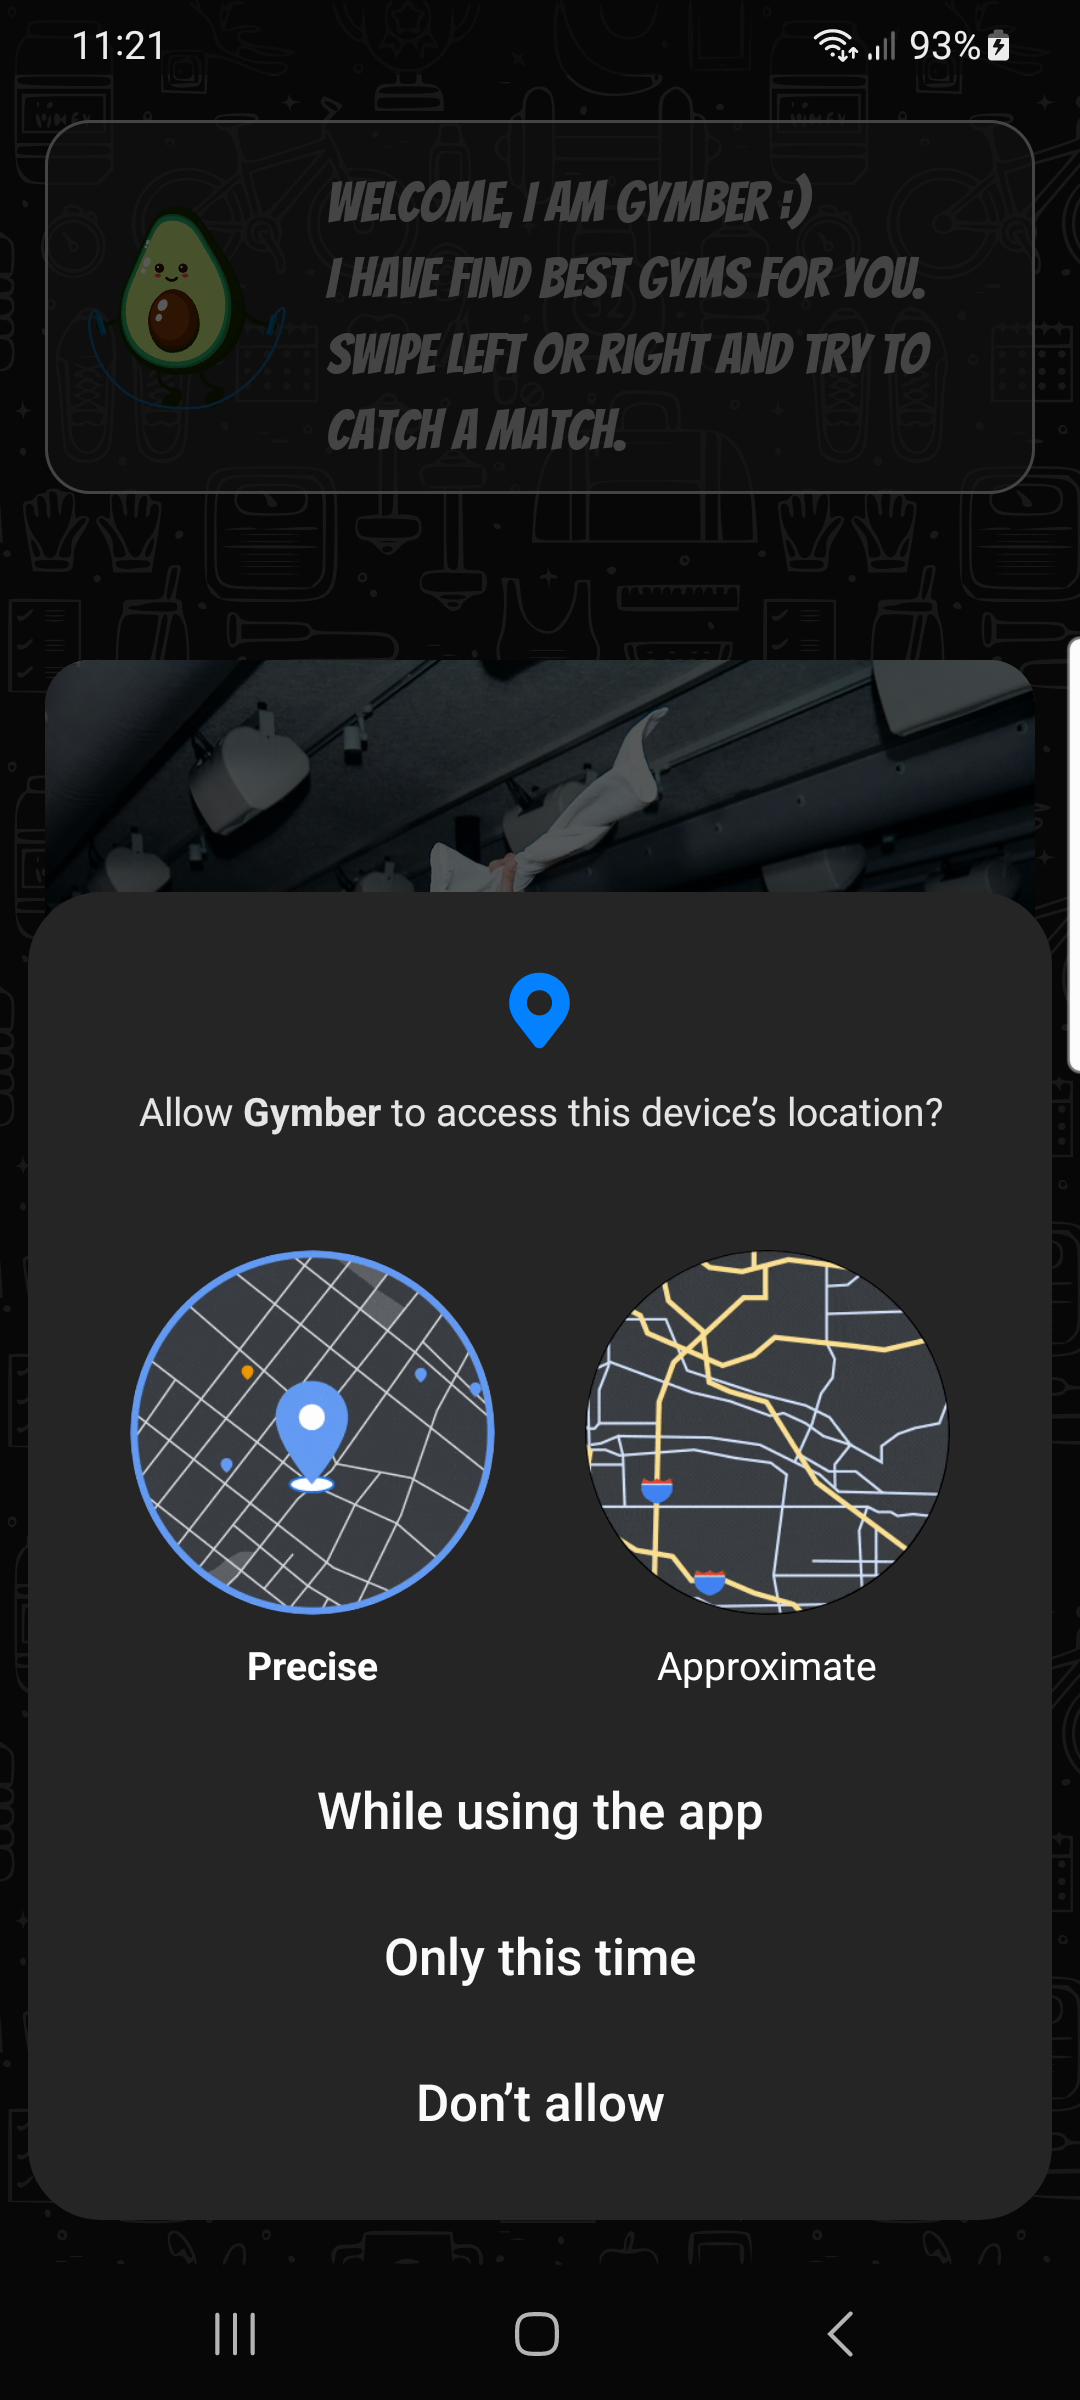 11:21
93%
WELCOME, I AM GYMBER :)
I HAVE FIND BEST GYMS FOR YOU.
SWIPE LEFT OR RIGHT AND TRY TO
CATCH A MATCH.
Allow Gymber to access this device’s location?
Precise
Approximate
While using the app
Only this time
Don’t allow